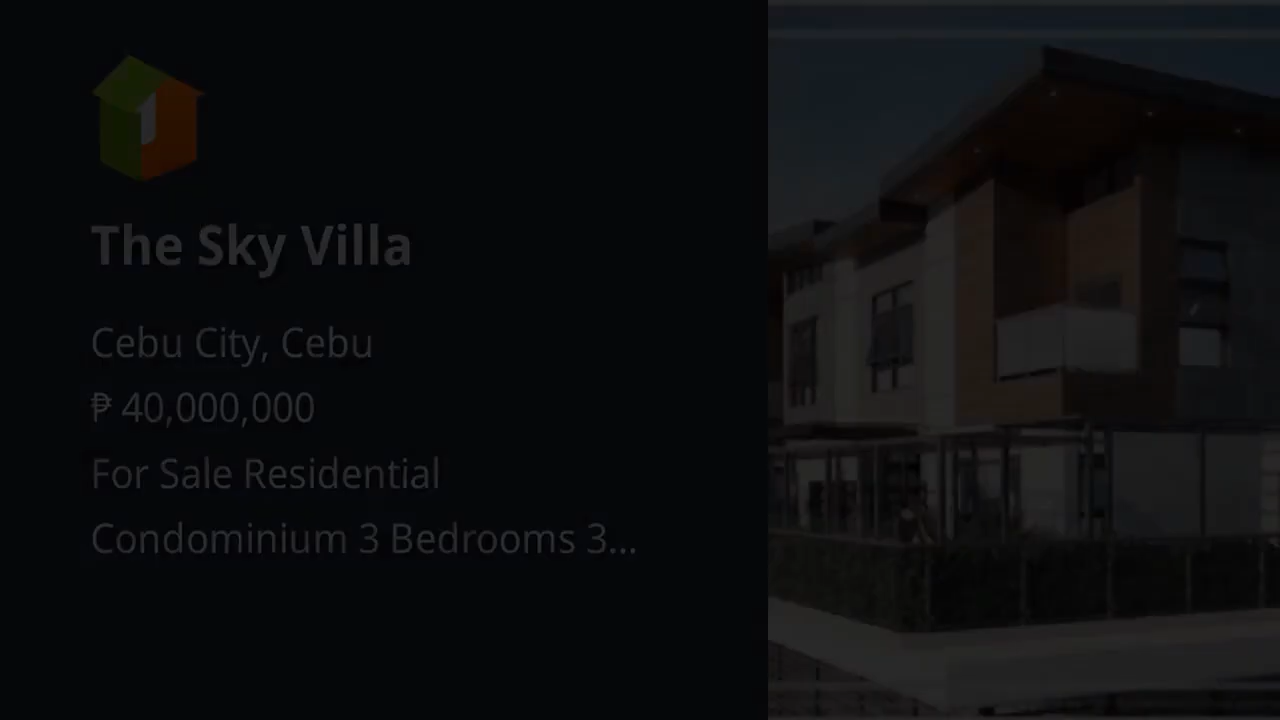 The Sky Villa
Cebu City, Cebu
₱ 40,000,000
For Sale Residential
Condominium 3 Bedrooms 3...